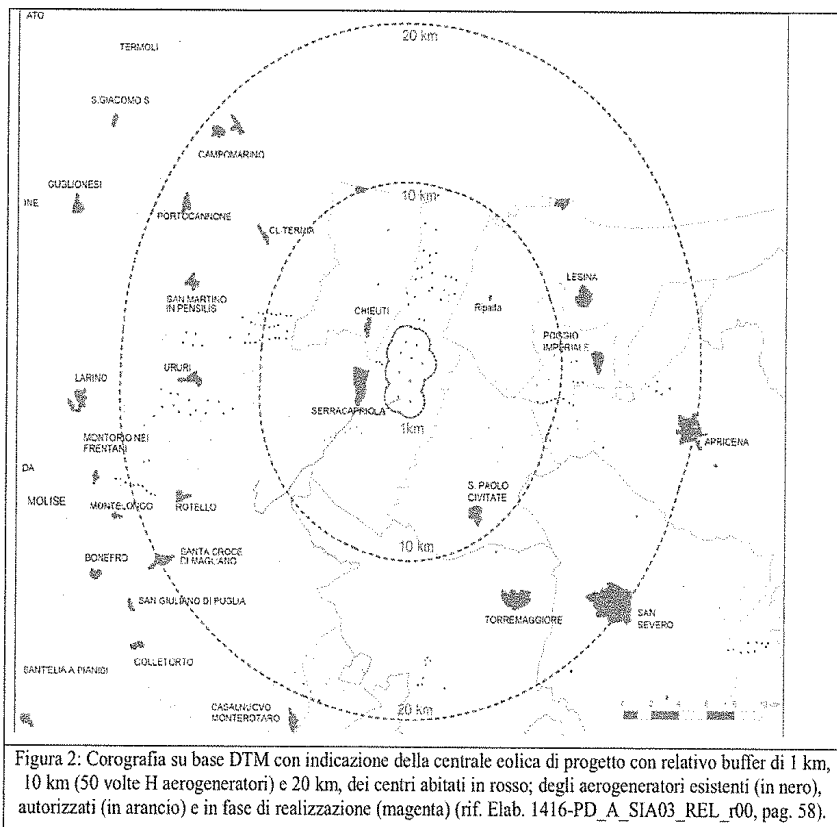 ATO
20 km
TERMOLI
S.GIACOMO S
CAMPOMARINO
GUGLIONESI
INE
PORTOCANNONE
10 km
CL TERNIA
LESINA
SAN MARTINO
IN PENSILIS
CHIEUTI
Ripalta
POGGIO
IMPERIALE
URURI
LARINO
SERRACAPRIOLA
1km
APRICENA
MONTORIO NEI
FRENTANI
DA
MOLISE
MONTELONGO
ROTELLO
S. PAOLO
CIVITATE
BONEFRO
SANTA CROCE
DI MAGLIANO
10 km
SAN GIULIANO DI PUGLIA
TORREMAGGIORE
SAN
SEVERO
COLLETORTO
SANT'ELIA A PIANISI
CASALNUOVO
MONTEROTARO
20 km
Figura 2: Corografia su base DTM con indicazione della centrale eolica di progetto con relativo buffer di 1 km,
10 km (50 volte H aerogeneratori) e 20 km, dei centri abitati in rosso; degli aerogeneratori esistenti (in nero),
autorizzati (in arancio) e in fase di realizzazione (magenta) (rif. Elab. 1416-PD_A_SIA03_REL_r00, pag. 58).